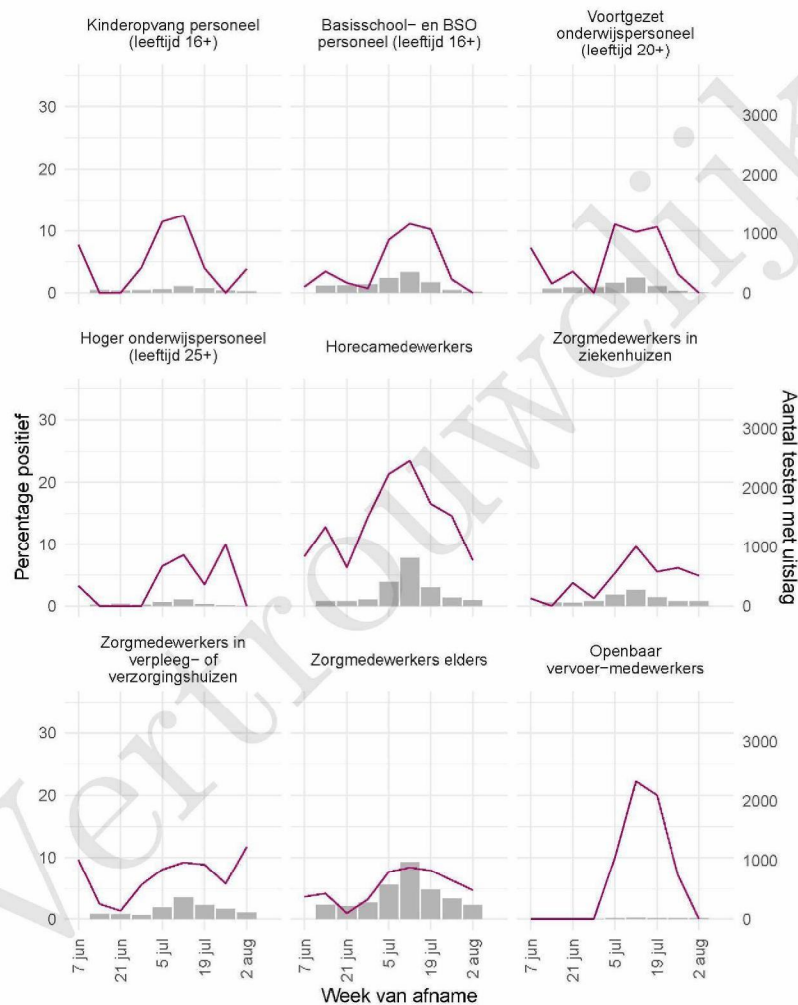 Kinderopvang personeel
(leeftijd 16+)
Basisschool– en BSO
personeel (leeftijd 16+)
Voortgezet
onderwijspersoneel
(leeftijd 20+)
30
20
10
0
3000
2000
1000
0
Hoger onderwijspersoneel
(leeftijd 25+)
Horecamedewerkers
Zorgmedewerkers in
ziekenhuizen
30
20
10
0
3000
2000
1000
0
Percentage positief
Aantal testen met uitslag
Zorgmedewerkers in
verpleeg– of
verzorgingshuizen
Zorgmedewerkers elders
Openbaar
vervoer–medewerkers
30
20
10
0
3000
2000
1000
0
7 jun
21 jun
5 jul
19 jul
2 aug
7 jun
21 jun
5 jul
19 jul
2 aug
7 jun
21 jun
5 jul
19 jul
2 aug
Week van afname
Vertrouwelijk